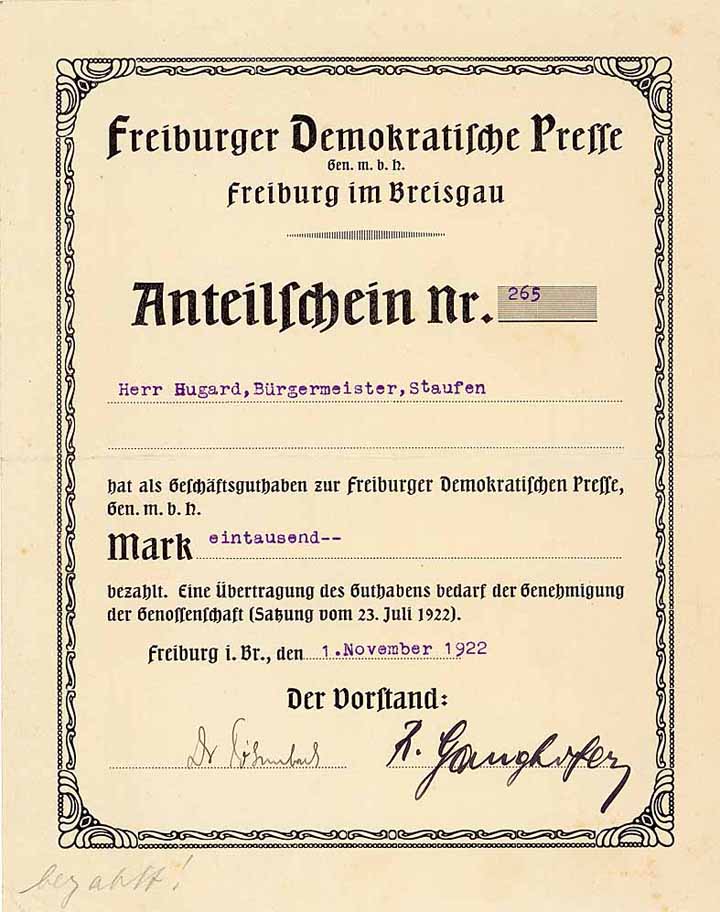 Freiburger Demokratische Presse
Gen. m. b. H.
Freiburg im Breisgau
Anteilschein Nr. 265
Herr Hugard, Bürgermeister, Staufen
hat als Geschäftsguthaben zur Freiburger Demokratischen Presse,
Gen. m. b. H.
Mark eintausend--
bezahlt. Eine Übertragung des Guthabens bedarf der Genehmigung
der Genossenschaft (Satzung vom 23. Juli 1922).
Freiburg i. Br., den 1. November 1922
Der Vorstand:
Dr R. Ganghofer
bezahlt!